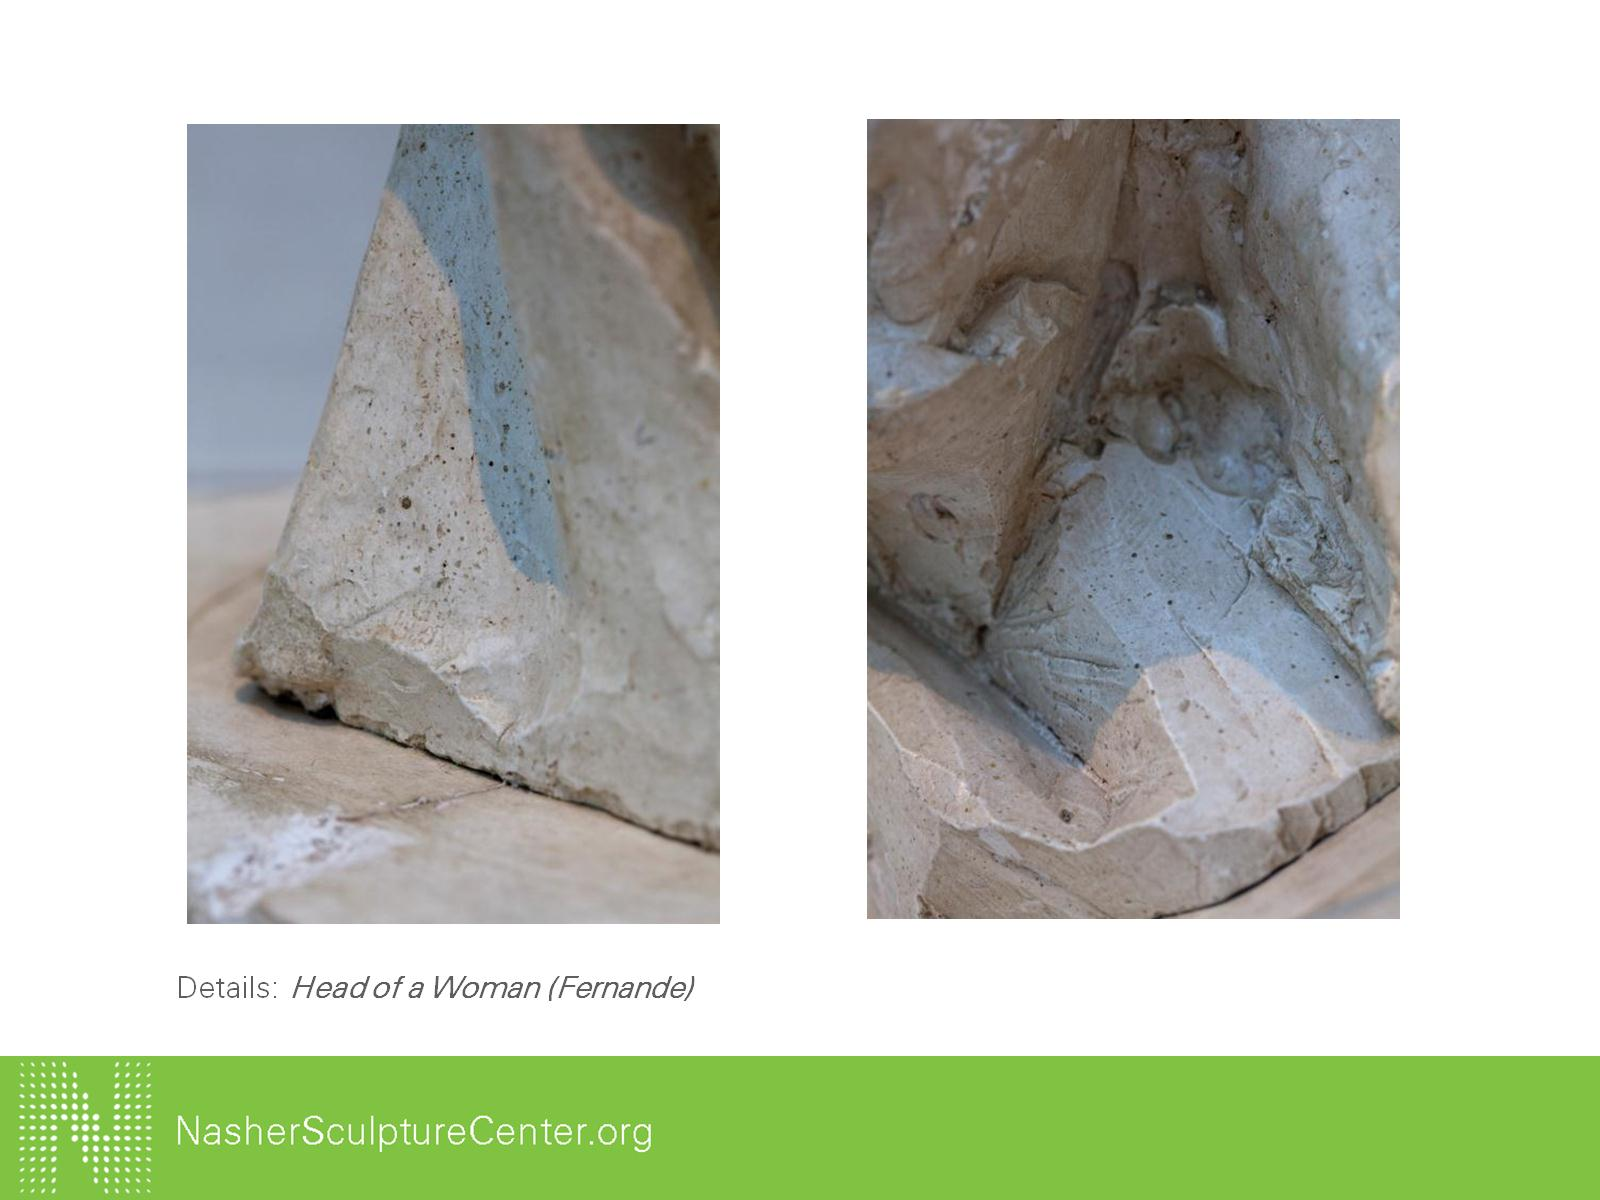 Details: Head of a Woman (Fernande)
NasherSculptureCenter.org